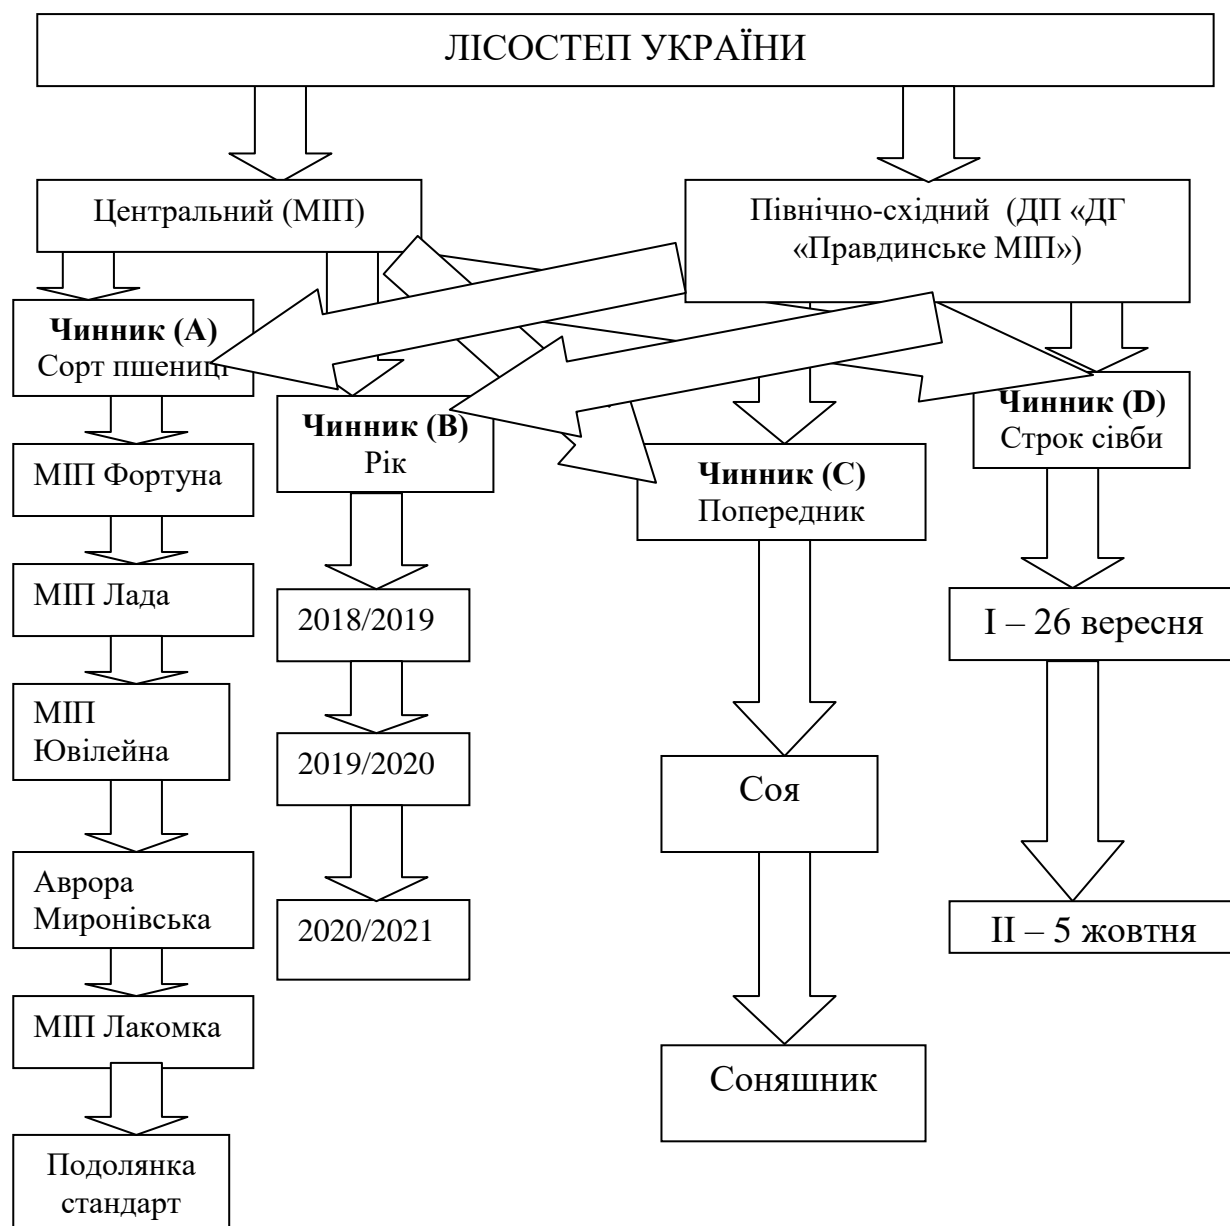 ЛІСОСТЕП УКРАЇНИ
Центральний (МІП)
Північно-східний (ДП «ДГ
«Правдинське МІП»)
Чинник (А)
Сорт пшениці
МІП Фортуна
МІП Лада
МІП
Ювілейна
Аврора
Миронівська
МІП Лакомка
Подолянка
стандарт
Чинник (В)
Рік
2018/2019
2019/2020
2020/2021
Чинник (С)
Попередник
Соя
Соняшник
Чинник (D)
Строк сівби
І – 26 вересня
ІІ – 5 жовтня